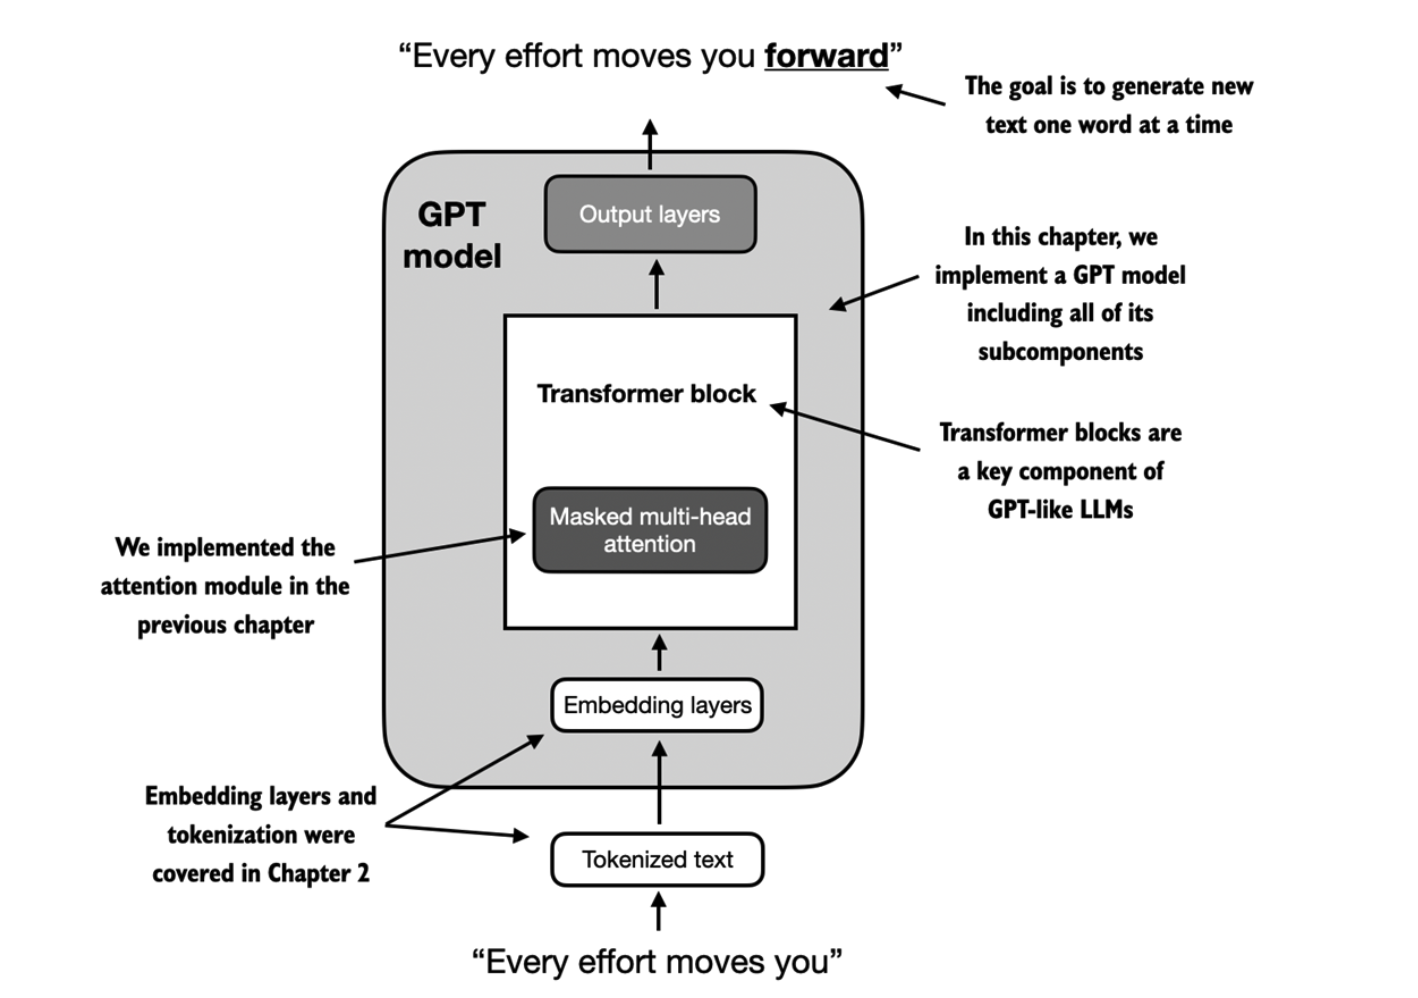 “Every effort moves you forward”
The goal is to generate new
text one word at a time
GPT
model
Output layers
In this chapter, we
implement a GPT model
including all of its
subcomponents
Transformer block
Transformer blocks are
a key component of
GPT-like LLMs
Masked multi-head
attention
We implemented the
attention module in the
previous chapter
Embedding layers
Embedding layers and
tokenization were
covered in Chapter 2
Tokenized text
“Every effort moves you”